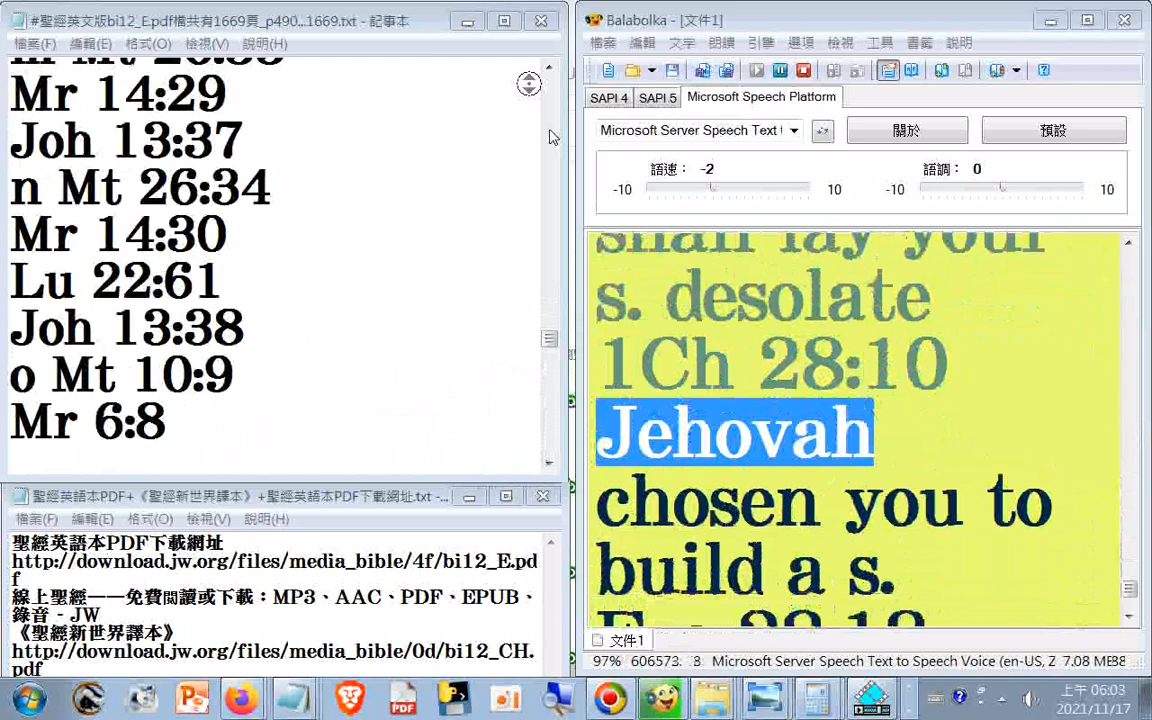 #聖經英文版bi12_E.pdf檔共有1669頁_p490...1669.txt - 記事本
檔案(F) 編輯(E) 格式(O) 檢視(V) 說明(H)
Mr 14:29
Joh 13:37
n Mt 26:34
Mr 14:30
Lu 22:61
Joh 13:38
o Mt 10:9
Mr 6:8
聖經英語本PDF+《聖經新世界譯本》+聖經英語本PDF下載網址.txt - ...
檔案(F) 編輯(E) 格式(O) 檢視(V) 說明(H)
聖經英語本PDF下載網址
http://download.jw.org/files/media_bible/4f/bi12_E.pd
f
線上聖經——免費閱讀或下載：MP3、AAC、PDF、EPUB、
錄音 - JW
《聖經新世界譯本》
http://download.jw.org/files/media_bible/0d/bi12_CH.
pdf
Balabolka - [文件1]
檔案 編輯 文字 朗讀 引擎 選項 檢視 工具 書籤 說明
SAPI 4 SAPI 5 Microsoft Speech Platform
Microsoft Server Speech Text
關於 預設
語速： -2 語調： 0
-10 10 -10 10
shall lay your
s. desolate
1Ch 28:10
Jehovah
chosen you to
build a s.
文件1
97% 606573. 8 Microsoft Server Speech Text to Speech Voice (en-US, Z 7.08 MB
PDF
上午 06:03
2021/11/17